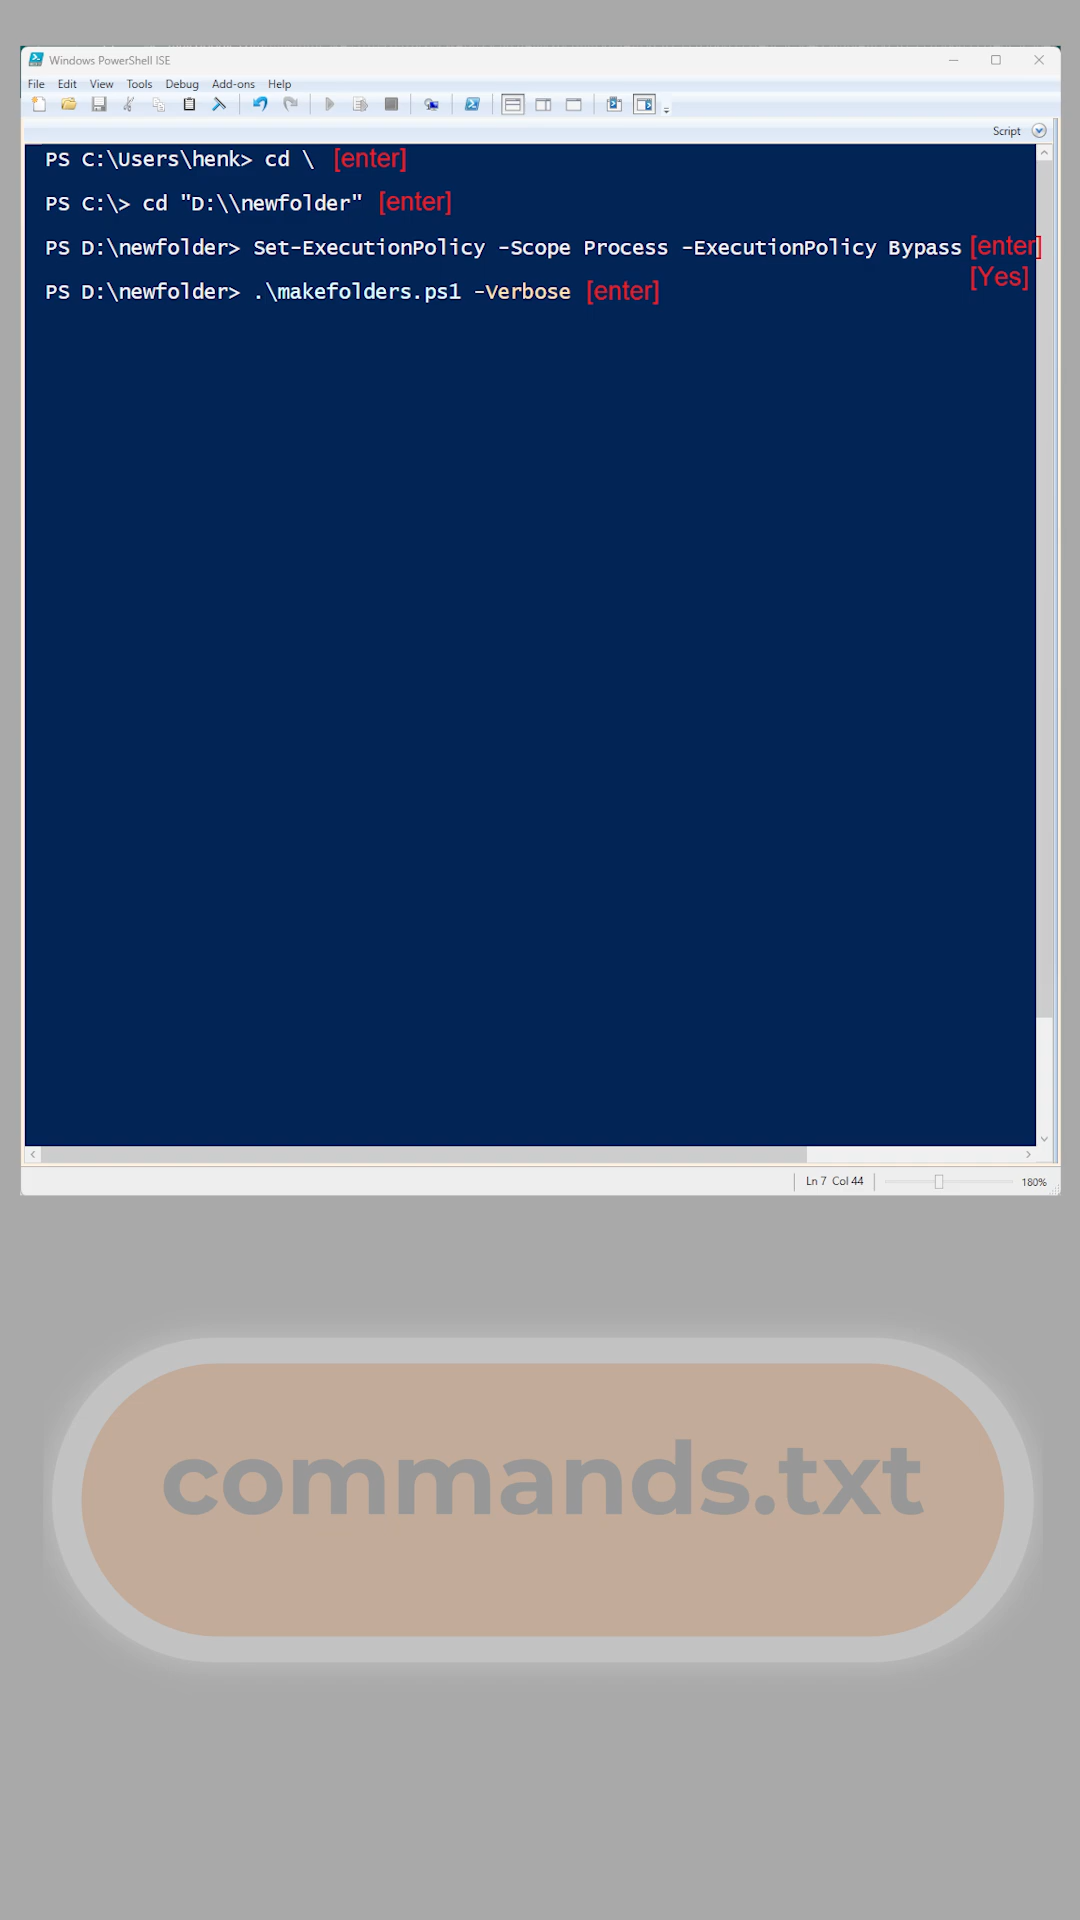 Windows PowerShell ISE
File Edit View Tools Debug Add-ons Help
Script
PS C:\Users\henk> cd \ [enter]
PS C:\> cd "D:\\newfolder" [enter]
PS D:\newfolder> Set-ExecutionPolicy -Scope Process -ExecutionPolicy Bypass [enter]
[Yes]
PS D:\newfolder> .\makefolders.ps1 -Verbose [enter]
Ln 7 Col 44 180%
commands.txt